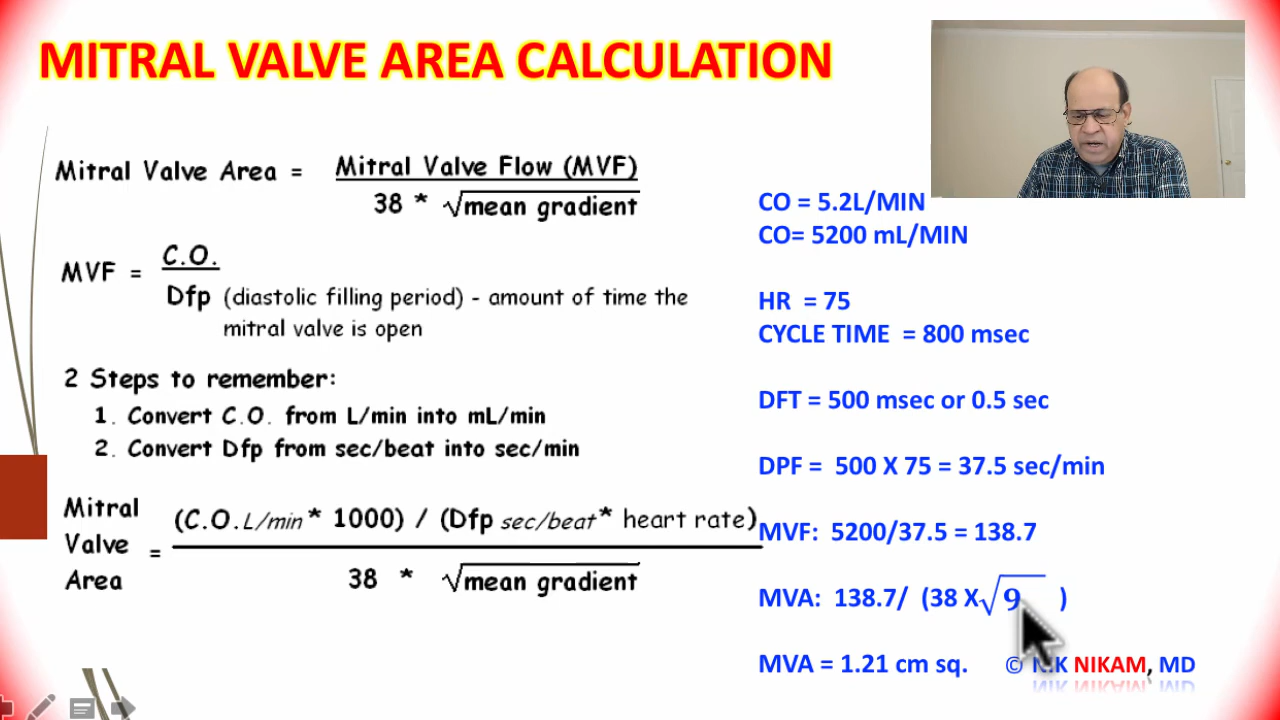 MITRAL VALVE AREA CALCULATION
Mitral Valve Area = Mitral Valve Flow (MVF)
38 * √mean gradient
MVF = C.O.
Dfp (diastolic filling period) - amount of time the
mitral valve is open
2 Steps to remember:
1. Convert C.O. from L/min into mL/min
2. Convert Dfp from sec/beat into sec/min
Mitral
Valve
Area
= (C.O. L/min * 1000) / (Dfp sec/beat * heart rate)
38 * √mean gradient
CO = 5.2L/MIN
CO= 5200 mL/MIN
HR = 75
CYCLE TIME = 800 msec
DFT = 500 msec or 0.5 sec
DPF = 500 X 75 = 37.5 sec/min
MVF: 5200/37.5 = 138.7
MVA: 138.7/ (38 X√9 )
MVA = 1.21 cm sq.
© NIK NIKAM, MD